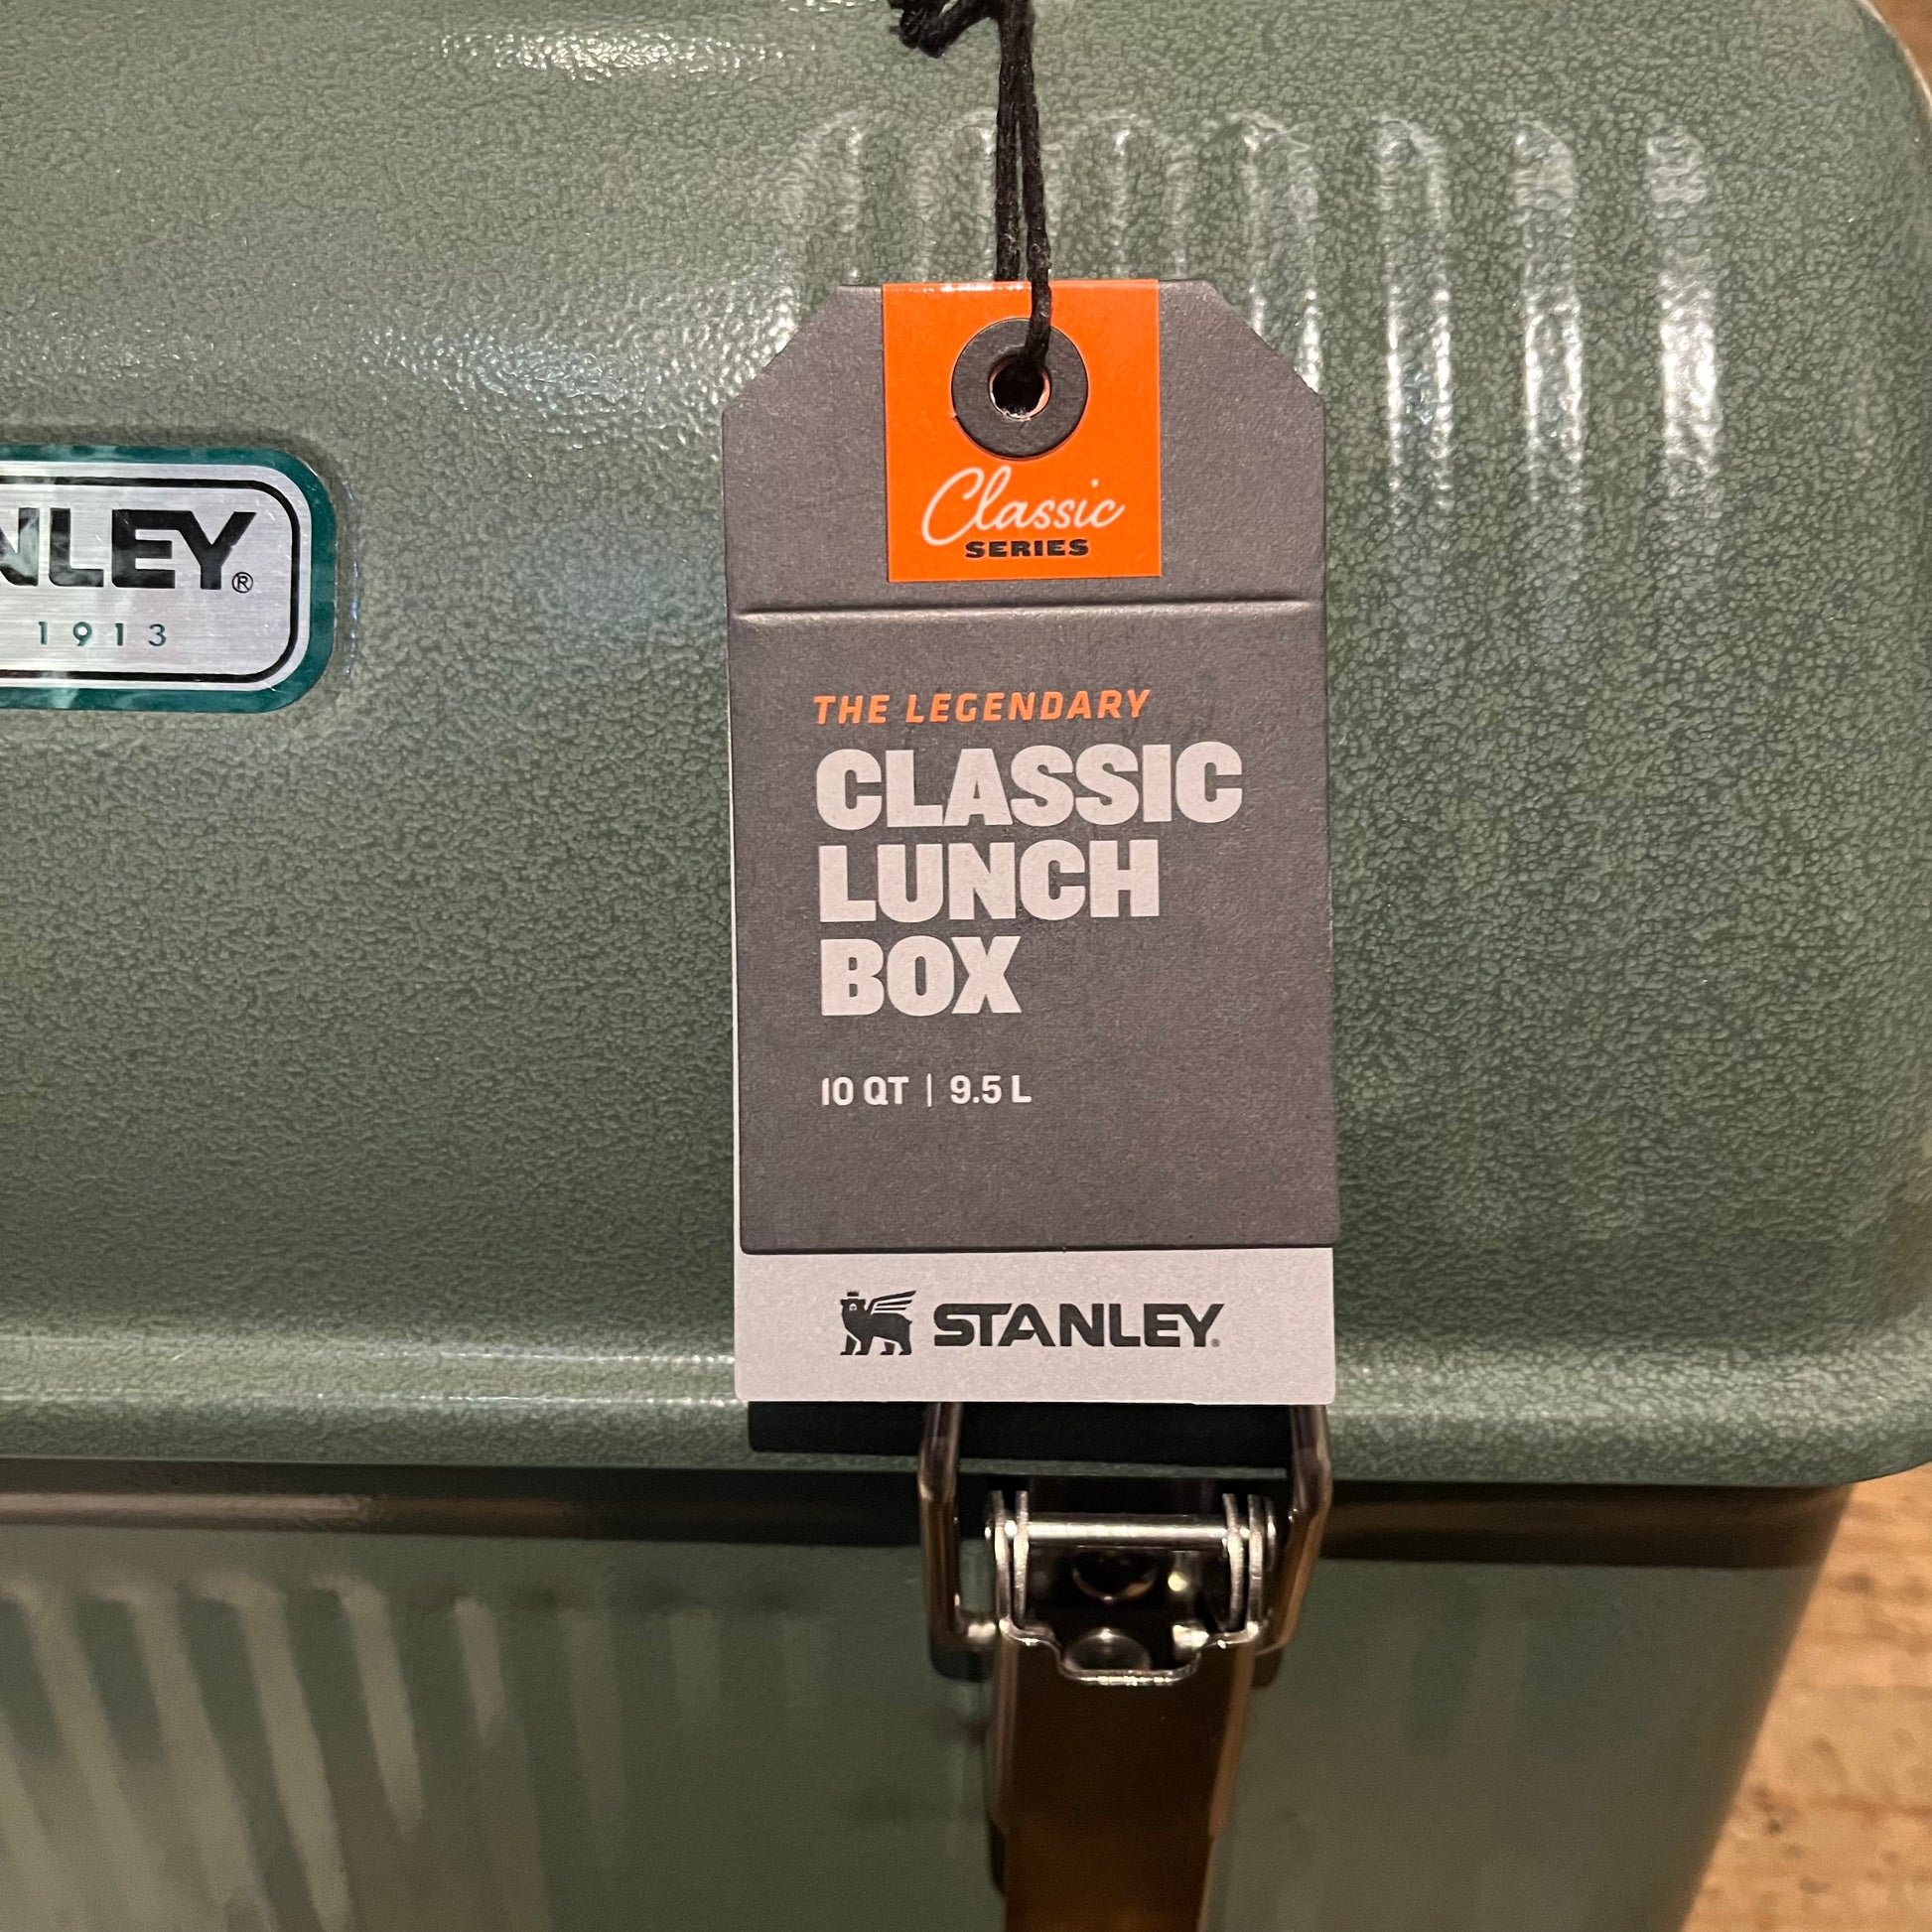 NLEY®
1913
Classic
SERIES
THE LEGENDARY
CLASSIC
LUNCH
BOX
10 QT | 9.5 L
STANLEY®